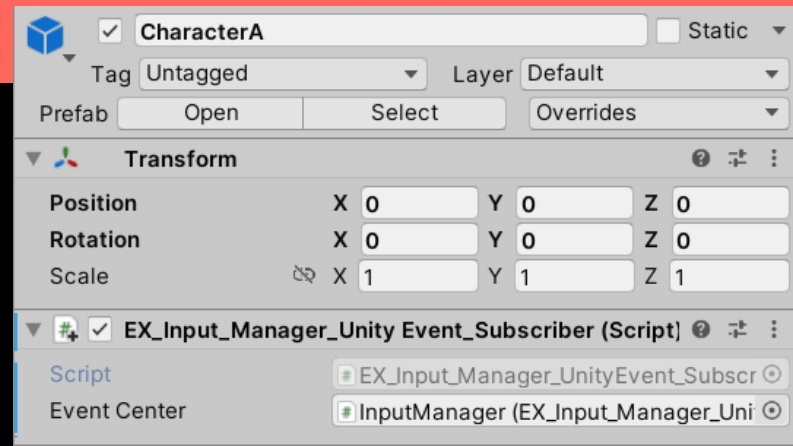 CharacterA Static
Tag Untagged Layer Default
Prefab Open Select Overrides
Transform
Position X 0 Y 0 Z 0
Rotation X 0 Y 0 Z 0
Scale X 1 Y 1 Z 1
# EX_Input_Manager_Unity Event_Subscriber (Script)
Script # EX_Input_Manager_UnityEvent_Subscr
Event Center # InputManager (EX_Input_Manager_Uni